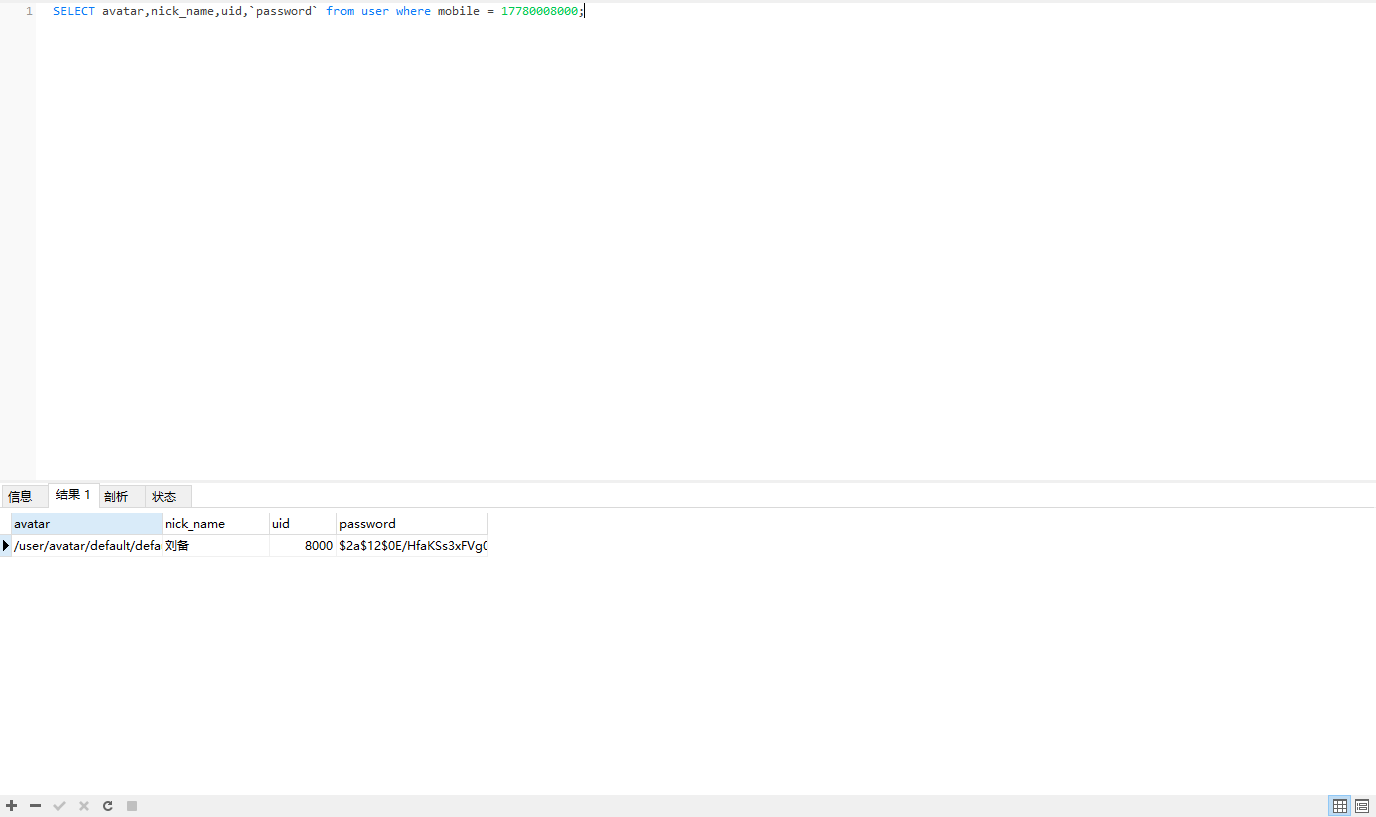 1 SELECT avatar,nick_name,uid,`password` from user where mobile = 17780008000;
信息 结果 1 剖析 状态
avatar nick_name uid password
/user/avatar/default/defa 刘备 8000 $2a$12$0E/HfaKSs3xFVg0